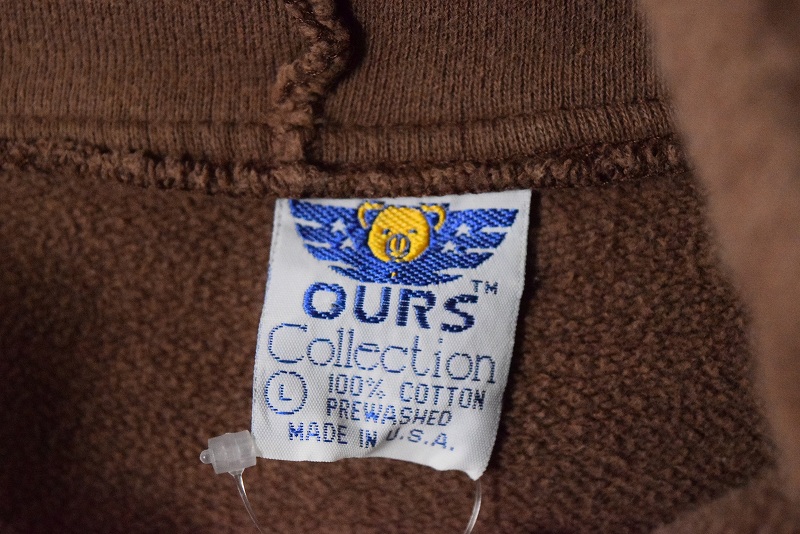 OURS™
Collection
L 100% COTTON
PREWASHED
MADE IN U.S.A.